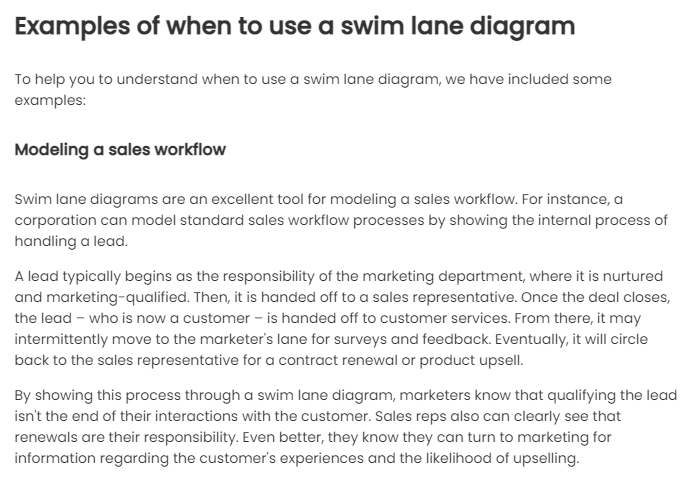 Examples of when to use a swim lane diagram
To help you to understand when to use a swim lane diagram, we have included some
examples:
Modeling a sales workflow
Swim lane diagrams are an excellent tool for modeling a sales workflow. For instance, a
corporation can model standard sales workflow processes by showing the internal process of
handling a lead.
A lead typically begins as the responsibility of the marketing department, where it is nurtured
and marketing-qualified. Then, it is handed off to a sales representative. Once the deal closes,
the lead – who is now a customer – is handed off to customer services. From there, it may
intermittently move to the marketer's lane for surveys and feedback. Eventually, it will circle
back to the sales representative for a contract renewal or product upsell.
By showing this process through a swim lane diagram, marketers know that qualifying the lead
isn't the end of their interactions with the customer. Sales reps also can clearly see that
renewals are their responsibility. Even better, they know they can turn to marketing for
information regarding the customer's experiences and the likelihood of upselling.